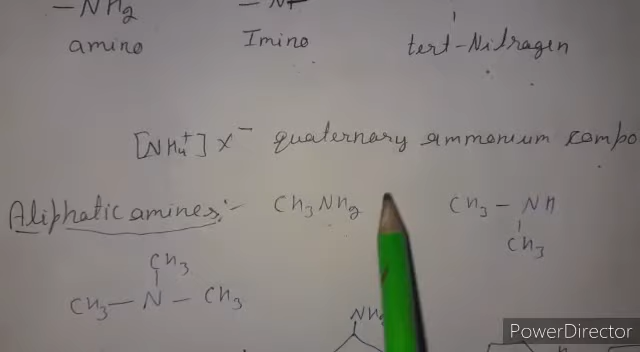 —NH2
amino Imino tert-Nitrogen
[NH4+] X− quaternary ammonium compo
Aliphatic amines:- CH3NH2 CH3 — NH
CH3
CH3
CH3— N — CH3
NH2
PowerDirector